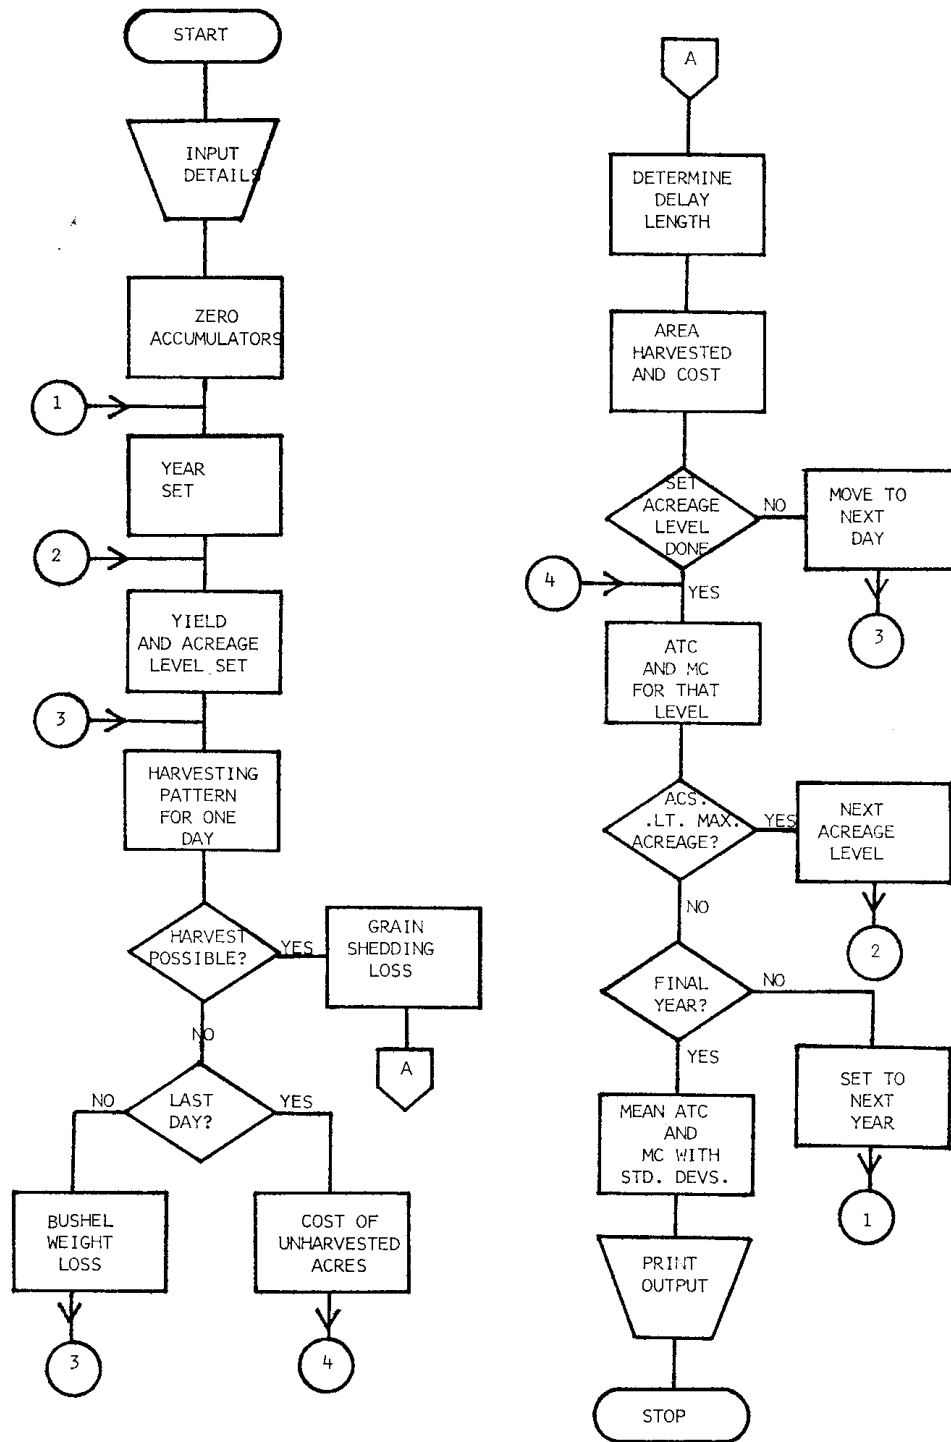 START
INPUT
DETAILS
ZERO
ACCUMULATORS
1
YEAR
SET
2
YIELD
AND ACREAGE
LEVEL SET
3
HARVESTING
PATTERN
FOR ONE
DAY
HARVEST
POSSIBLE?
YES
GRAIN
SHEDDING
LOSS
A
NO
LAST
DAY?
NO
YES
BUSHEL
WEIGHT
LOSS
3
COST OF
UNHARVESTED
ACRES
4
A
DETERMINE
DELAY
LENGTH
AREA
HARVESTED
AND COST
SET
ACREAGE
LEVEL
DONE
NO
MOVE TO
NEXT
DAY
3
4
YES
ATC
AND MC
FOR THAT
LEVEL
ACS.
.LT. MAX.
ACREAGE?
YES
NEXT
ACREAGE
LEVEL
2
NO
FINAL
YEAR?
NO
SET TO
NEXT
YEAR
1
YES
MEAN ATC
AND
MC WITH
STD. DEVS.
PRINT
OUTPUT
STOP